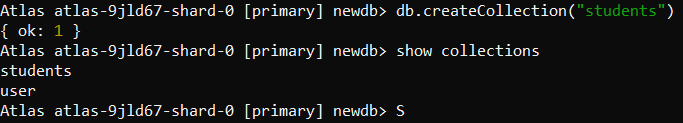 Atlas atlas-9jld67-shard-0 [primary] newdb> db.createCollection("students")
{ ok: 1 }
Atlas atlas-9jld67-shard-0 [primary] newdb> show collections
students
user
Atlas atlas-9jld67-shard-0 [primary] newdb> S